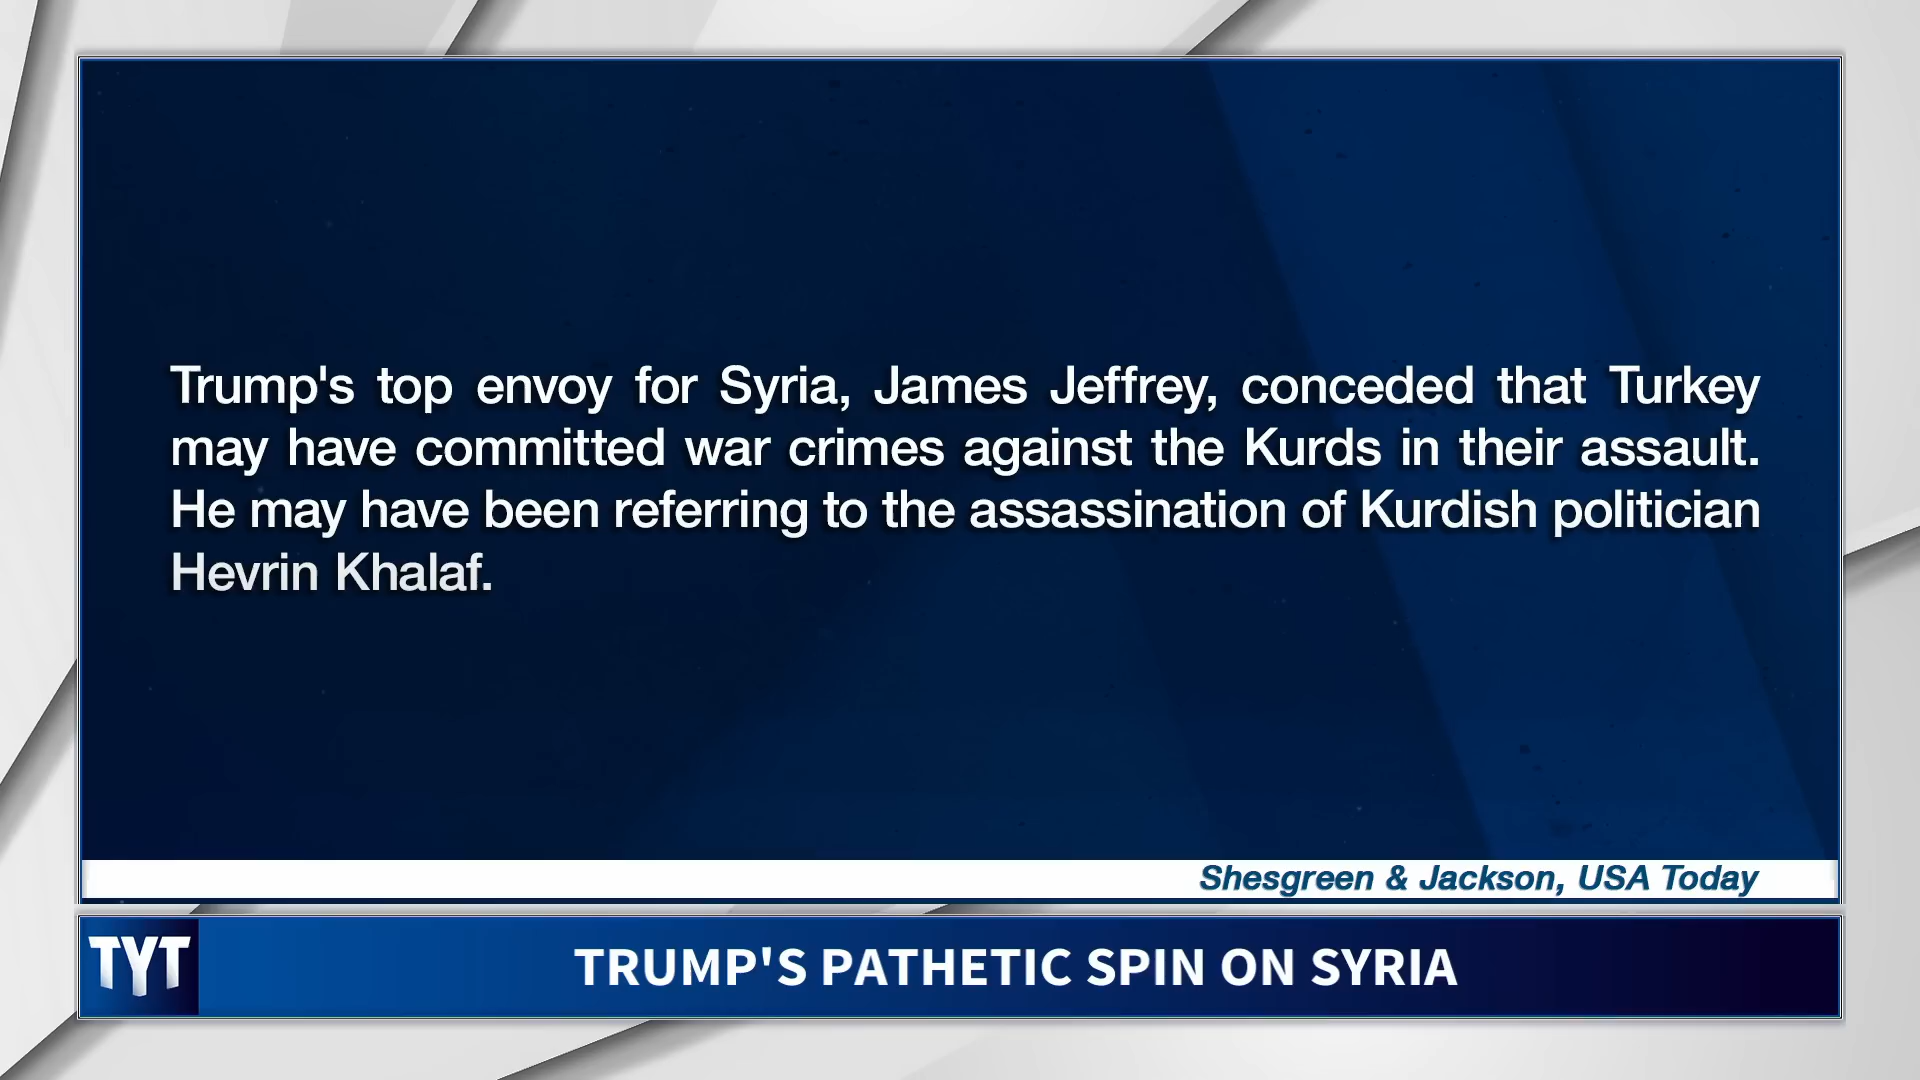 Trump's top envoy for Syria, James Jeffrey, conceded that Turkey
may have committed war crimes against the Kurds in their assault.
He may have been referring to the assassination of Kurdish politician
Hevrin Khalaf.
Shesgreen & Jackson, USA Today
TYT
TRUMP'S PATHETIC SPIN ON SYRIA